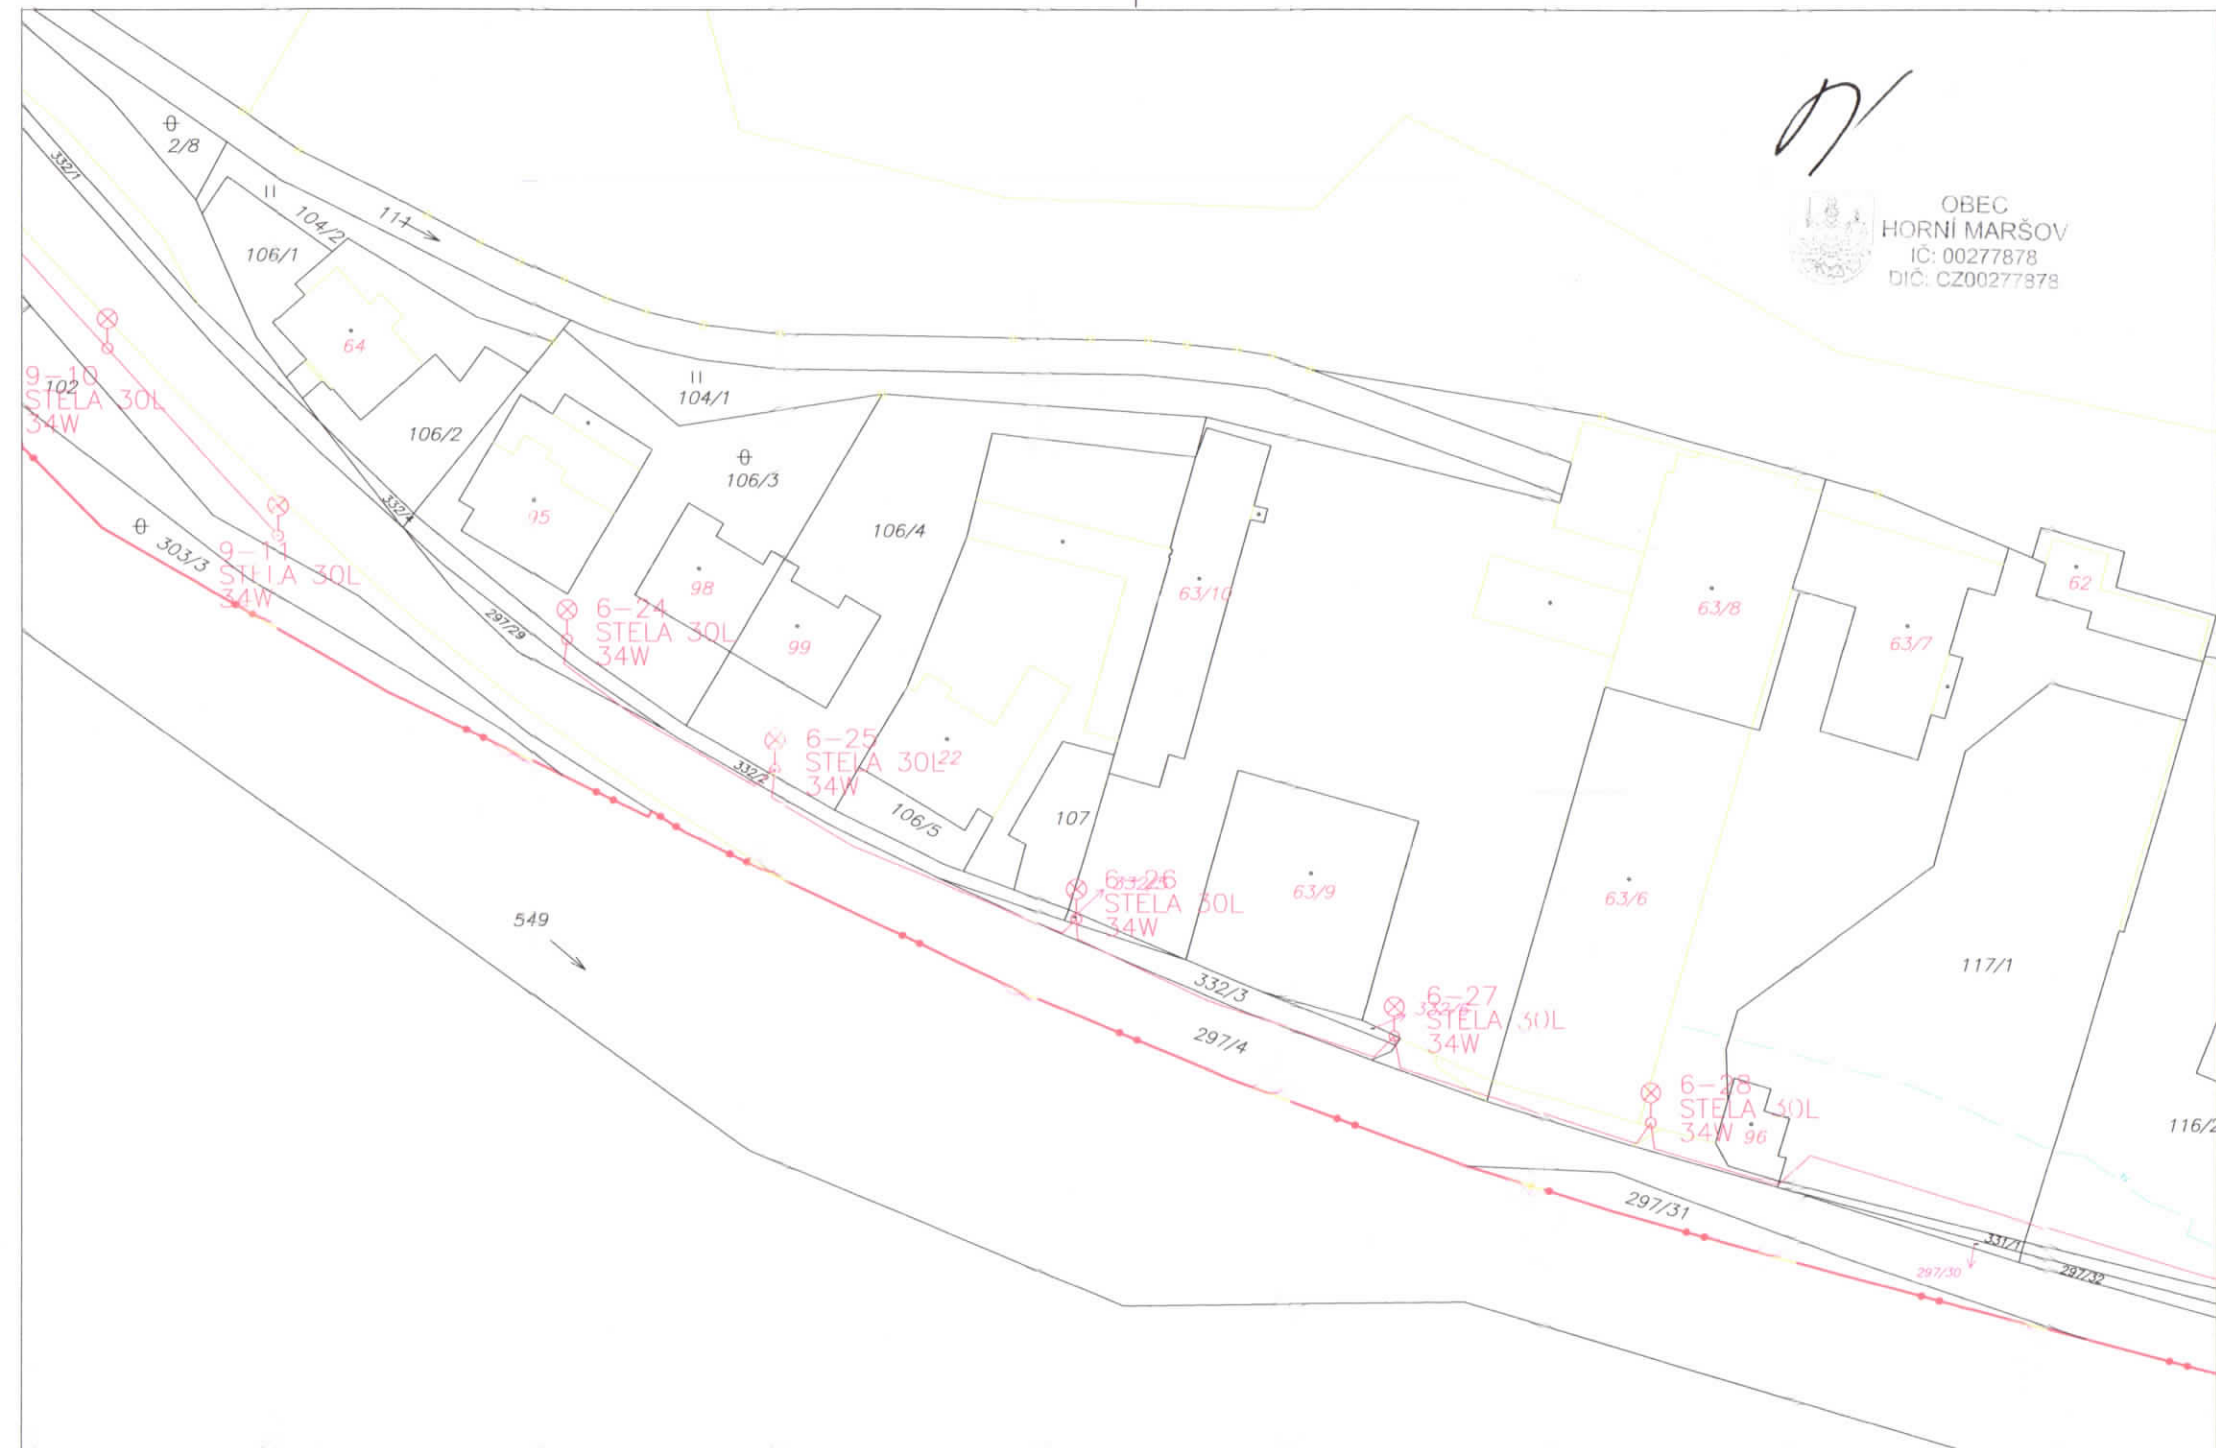 OBEC
HORNÍ MARŠOV
IČ: 00277878
DIČ: CZ00277878
2/8
332/1
104/2
111
106/1
64
9-10
STELA 30L
34W
102
104/1
106/2
106/3
95
332/4
106/4
303/3
9-11
STELA 30L
34W
98
99
63/10
63/8
63/7
62
6-24
STELA 30L
34W
297/29
6-25
STELA 30L
34W
22
332/2
106/5
107
6-26
STELA 30L
34W
63/9
63/6
549
117/1
332/3
6-27
STELA 30L
34W
297/4
6-28
STELA 30L
34W
96
116/2
297/31
331/1
297/30
297/32